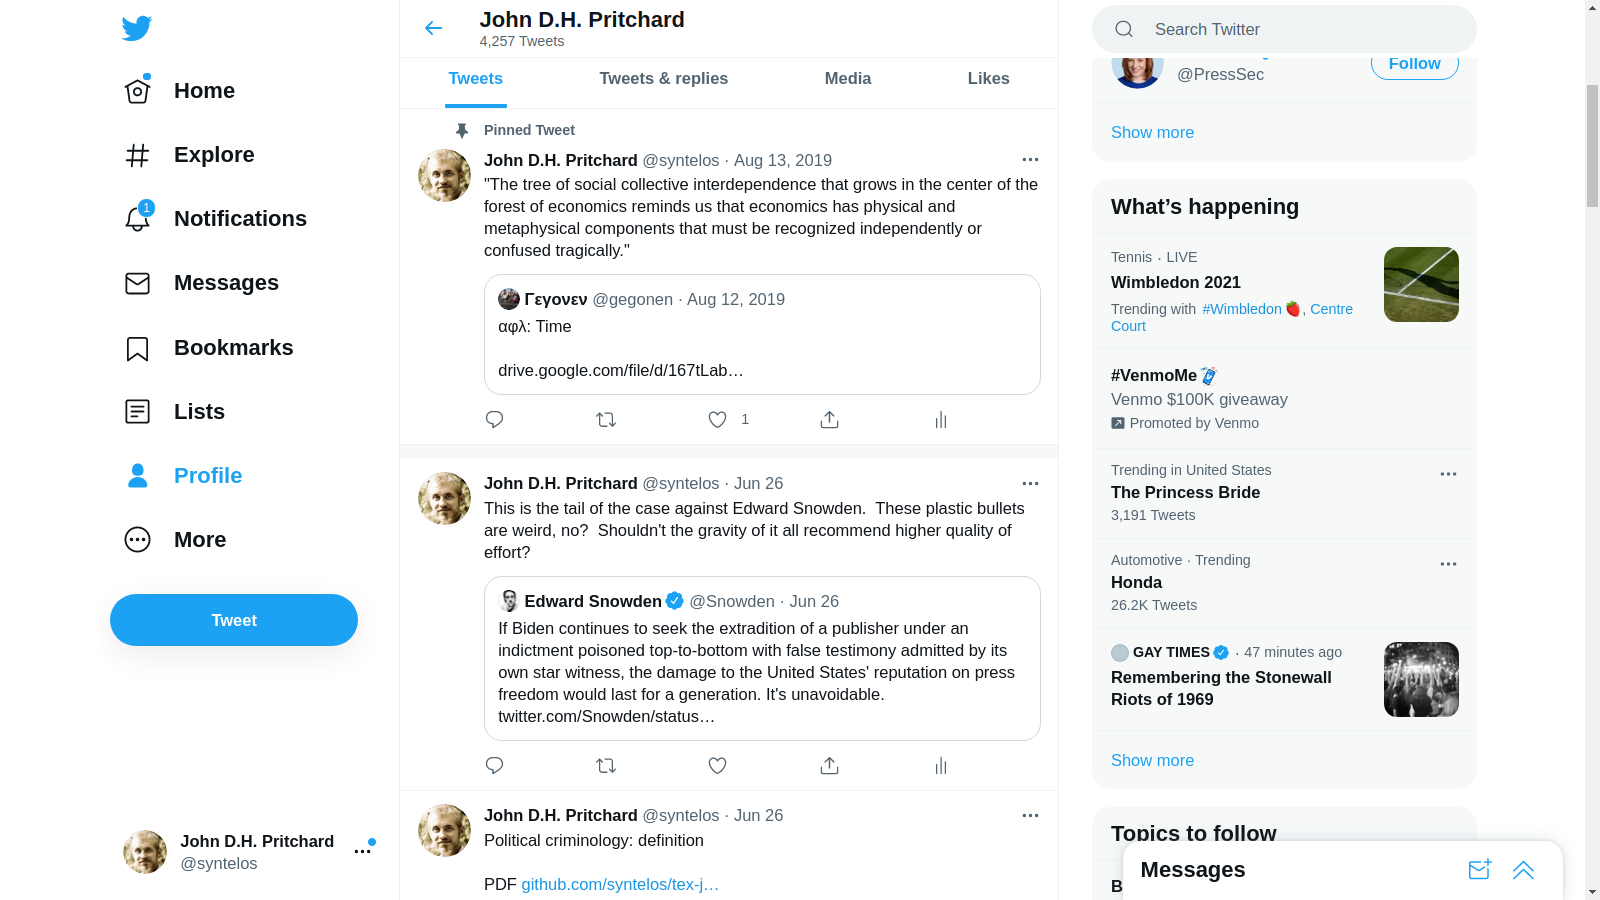 Home
Explore
1
Notifications
Messages
Bookmarks
Lists
Profile
More
Tweet
John D.H. Pritchard
@syntelos
John D.H. Pritchard
4,257 Tweets
Tweets
Tweets & replies
Media
Likes
Pinned Tweet
John D.H. Pritchard @syntelos · Aug 13, 2019
"The tree of social collective interdependence that grows in the center of the
forest of economics reminds us that economics has physical and
metaphysical components that must be recognized independently or
confused tragically."
Γεγονεν @gegonen · Aug 12, 2019
αφλ: Time
drive.google.com/file/d/167tLab…
1
John D.H. Pritchard @syntelos · Jun 26
This is the tail of the case against Edward Snowden.  These plastic bullets
are weird, no?  Shouldn't the gravity of it all recommend higher quality of
effort?
Edward Snowden @Snowden · Jun 26
If Biden continues to seek the extradition of a publisher under an
indictment poisoned top-to-bottom with false testimony admitted by its
own star witness, the damage to the United States' reputation on press
freedom would last for a generation. It's unavoidable.
twitter.com/Snowden/status…
John D.H. Pritchard @syntelos · Jun 26
Political criminology: definition
PDF github.com/syntelos/tex-j…
Search Twitter
@PressSec
Follow
Show more
What's happening
Tennis · LIVE
Wimbledon 2021
Trending with #Wimbledon🍓, Centre
Court
#VenmoMe
Venmo $100K giveaway
Promoted by Venmo
Trending in United States
The Princess Bride
3,191 Tweets
Automotive · Trending
Honda
26.2K Tweets
GAY TIMES · 47 minutes ago
Remembering the Stonewall
Riots of 1969
Show more
Topics to follow
Messages